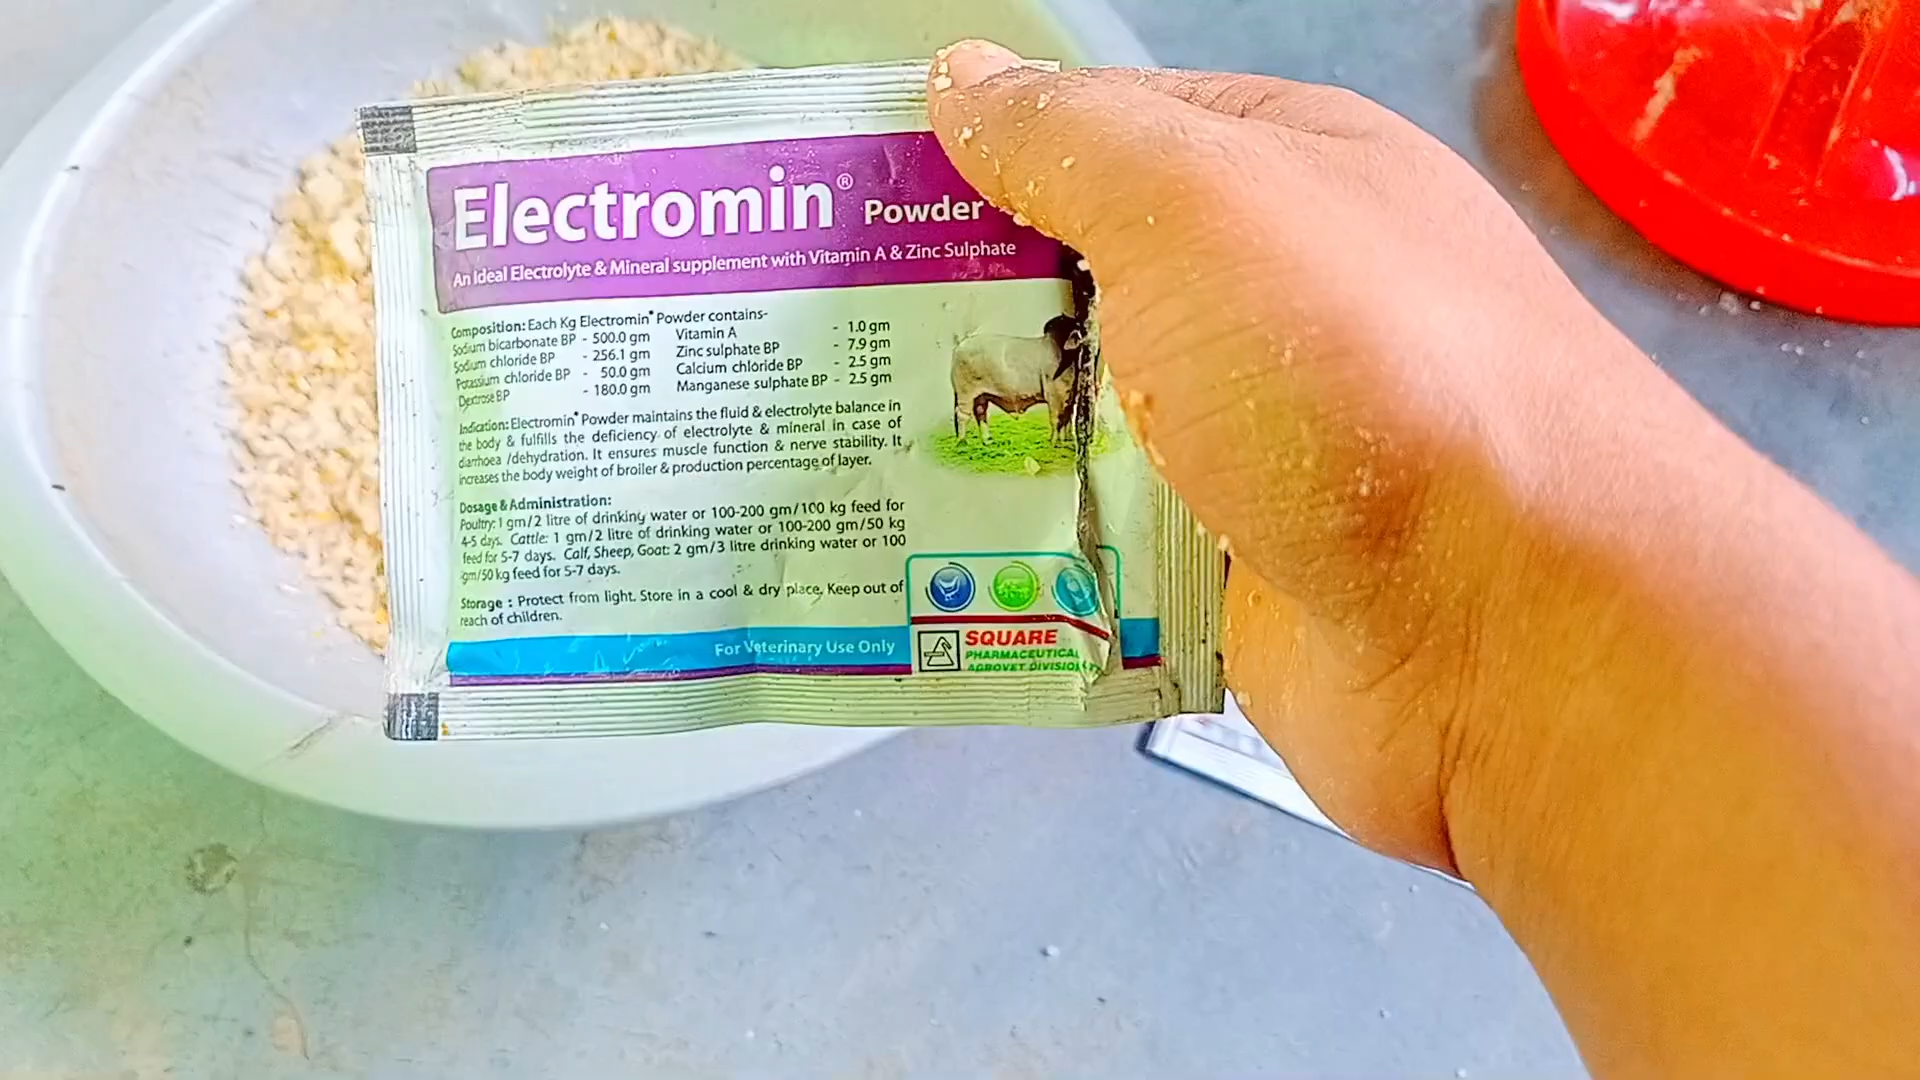 Electromin® Powder
An Ideal Electrolyte & Mineral supplement with Vitamin A & Zinc Sulphate
Composition: Each Kg Electromin® Powder contains-
Sodium bicarbonate BP - 500.0 gm Vitamin A - 1.0 gm
Sodium chloride BP - 256.1 gm Zinc sulphate BP - 7.9 gm
Potassium chloride BP - 50.0 gm Calcium chloride BP - 2.5 gm
Dextrose BP - 180.0 gm Manganese sulphate BP - 2.5 gm
Indication: Electromin® Powder maintains the fluid & electrolyte balance in
the body & fulfills the deficiency of electrolyte & mineral in case of
diarrhoea /dehydration. It ensures muscle function & nerve stability. It
increases the body weight of broiler & production percentage of layer.
Dosage & Administration:
Poultry: 1 gm/2 litre of drinking water or 100-200 gm/100 kg feed for
4-5 days. Cattle: 1 gm/2 litre of drinking water or 100-200 gm/50 kg
feed for 5-7 days. Calf, Sheep, Goat: 2 gm/3 litre drinking water or 100
gm/50 kg feed for 5-7 days.
Storage : Protect from light. Store in a cool & dry place. Keep out of
reach of children.
For Veterinary Use Only
SQUARE
PHARMACEUTICAL
AGROVET DIVISION